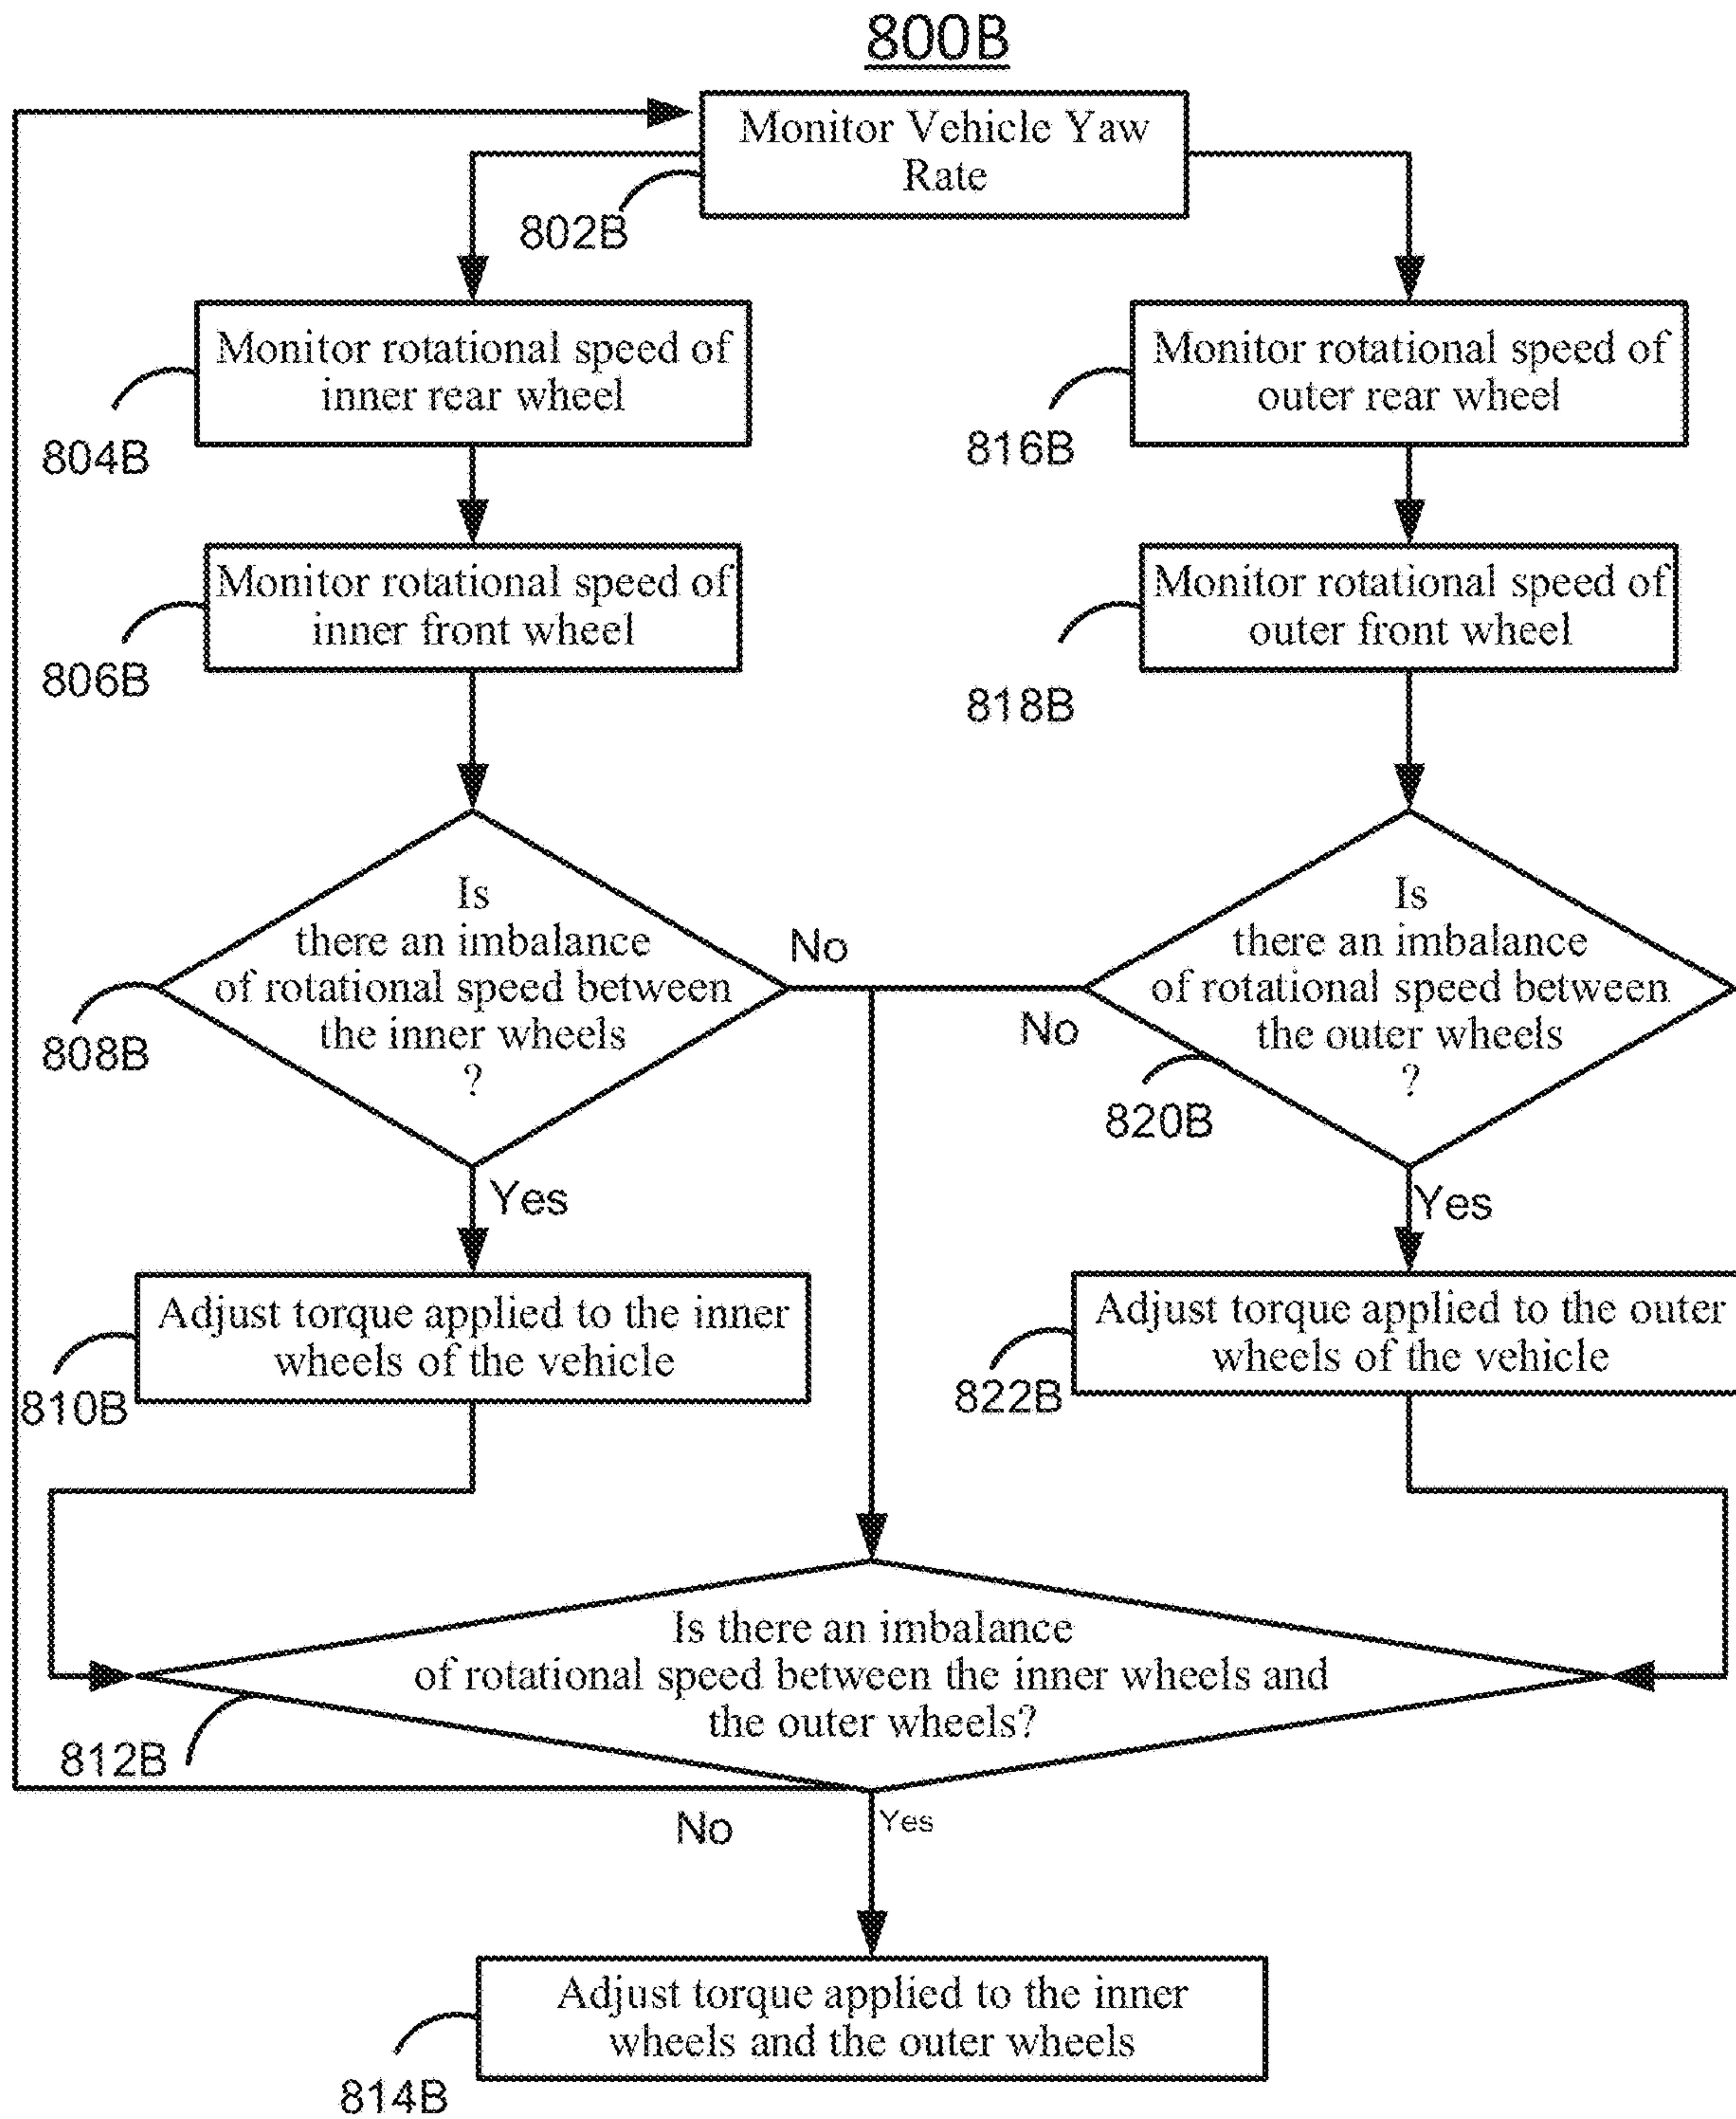 800B
Monitor Vehicle Yaw
Rate
802B
Monitor rotational speed of
inner rear wheel
804B
Monitor rotational speed of
outer rear wheel
816B
Monitor rotational speed of
inner front wheel
806B
Monitor rotational speed of
outer front wheel
818B
Is
there an imbalance
of rotational speed between
the inner wheels
?
808B
No
Is
there an imbalance
of rotational speed between
the outer wheels
?
No
820B
Yes
Yes
Adjust torque applied to the inner
wheels of the vehicle
810B
Adjust torque applied to the outer
wheels of the vehicle
822B
Is there an imbalance
of rotational speed between the inner wheels and
the outer wheels?
812B
No
Yes
Adjust torque applied to the inner
wheels and the outer wheels
814B